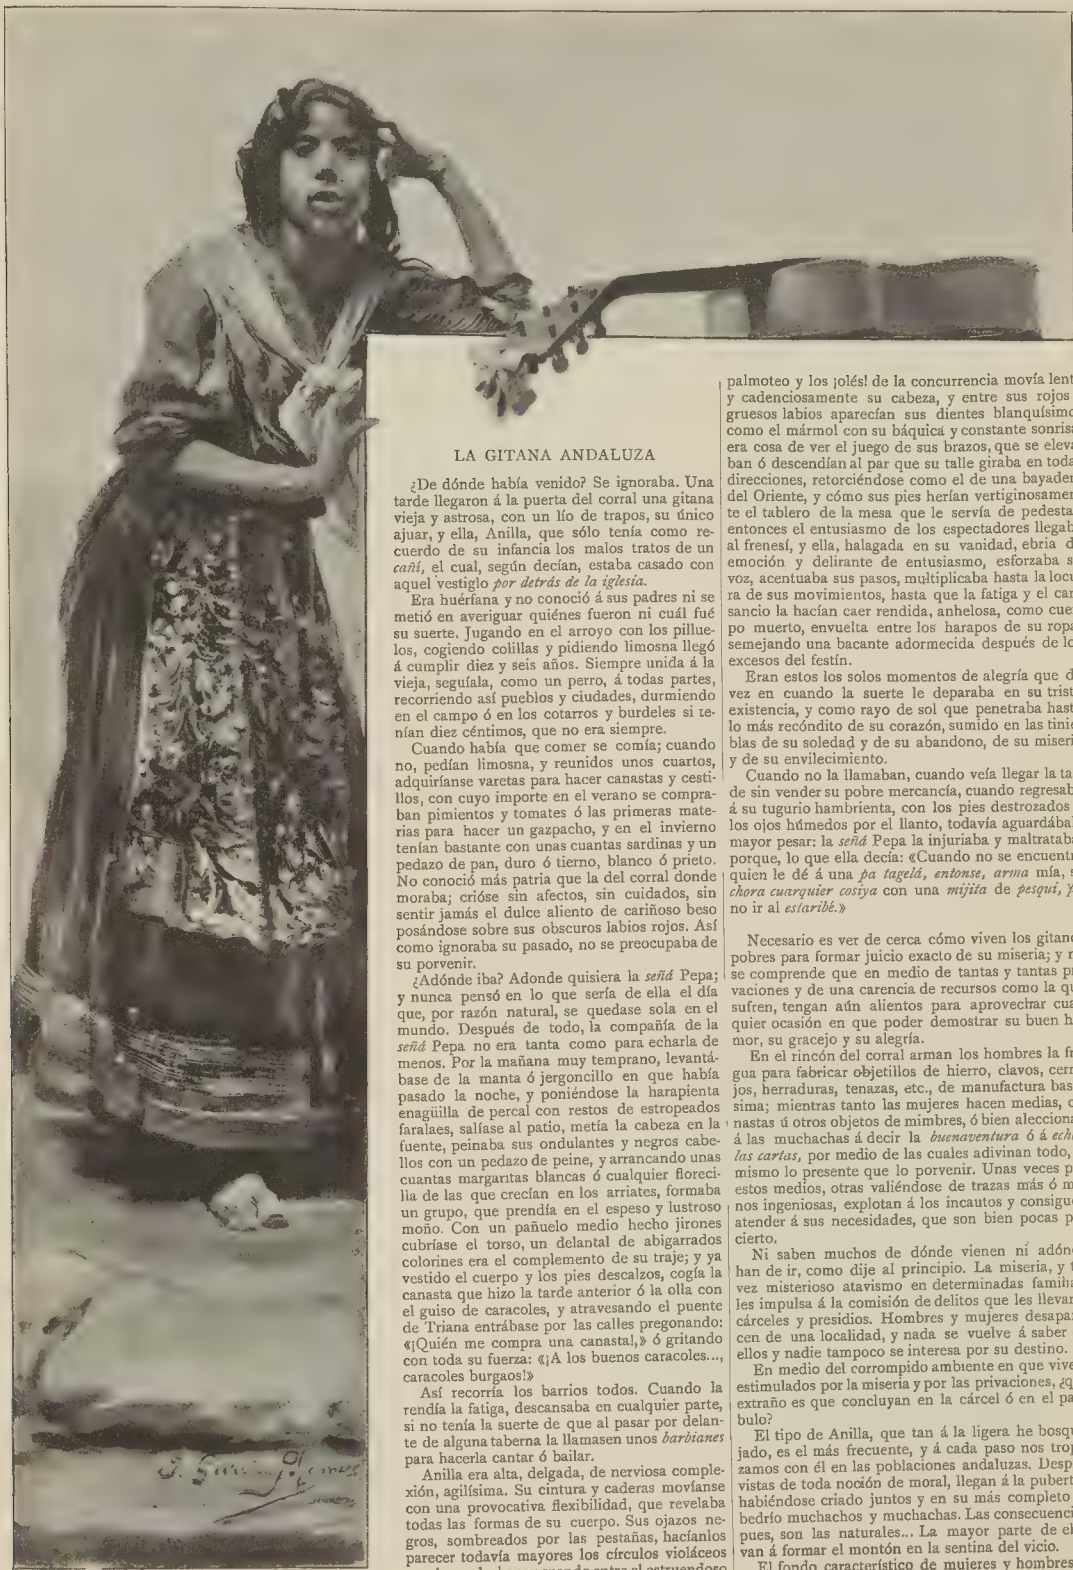 LA GITANA ANDALUZA
¿De dónde había venido? Se ignoraba. Una
tarde llegaron á la puerta del corral una gitana
vieja y astrosa, con un lío de trapos, su único
ajuar, y ella, Anilla, que sólo tenía como re-
cuerdo de su infancia los malos tratos de un
cañí, el cual, según decían, estaba casado con
aquel vestiglo por detrás de la iglesia.
Era huérfana y no conoció á sus padres ni se
metió en averiguar quiénes fueron ni cuál fué
su suerte. Jugando en el arroyo con los pillue-
los, cogiendo colillas y pidiendo limosna llegó
á cumplir diez y seis años. Siempre unida á la
vieja, seguíala, como un perro, á todas partes,
recorriendo así pueblos y ciudades, durmiendo
en el campo ó en los cotarros y burdeles si te-
nían diez céntimos, que no era siempre.
Cuando había que comer se comía; cuando
no, pedían limosna, y reunidos unos cuartos,
adquiríanse varetas para hacer canastas y cesti-
llos, con cuyo importe en el verano se compra-
ban pimientos y tomates ó las primeras mate-
rias para hacer un gazpacho, y en el invierno
tenían bastante con unas cuantas sardinas y un
pedazo de pan, duro ó tierno, blanco ó prieto.
No conoció más patria que la del corral donde
moraba; crióse sin afectos, sin cuidados, sin
sentir jamás el dulce aliento de cariñoso beso
posándose sobre sus obscuros labios rojos. Así
como ignoraba su pasado, no se preocupaba de
su porvenir.
¿Adónde iba? Adonde quisiera la señá Pepa;
y nunca pensó en lo que sería de ella el día
que, por razón natural, se quedase sola en el
mundo. Después de todo, la compañía de la
señá Pepa no era tanta como para echarla de
menos. Por la mañana muy temprano, levantá-
base de la manta ó jergoncillo en que había
pasado la noche, y poniéndose la harapienta
enagüilla de percal con restos de estropeados
faralaes, salíase al patio, metía la cabeza en la
fuente, peinaba sus ondulantes y negros cabe-
llos con un pedazo de peine, y arrancando unas
cuantas margaritas blancas ó cualquier floreci-
lla de las que crecían en los arriates, formaba
un grupo, que prendía en el espeso y lustroso
moño. Con un pañuelo medio hecho jirones
cubríase el torso, un delantal de abigarrados
colorines era el complemento de su traje; y ya
vestido el cuerpo y los pies descalzos, cogía la
canasta que hizo la tarde anterior ó la olla con
el guiso de caracoles, y atravesando el puente
de Triana entrábase por las calles pregonando:
«¡Quién me compra una canasta!,» ó gritando
con toda su fuerza: «¡A los buenos caracoles...,
caracoles burgaos!»
Así recorría los barrios todos. Cuando la
rendía la fatiga, descansaba en cualquier parte,
si no tenía la suerte de que al pasar por delan-
te de alguna taberna la llamasen unos barbianes
para hacerla cantar ó bailar.
Anilla era alta, delgada, de nerviosa comple-
xión, agilísima. Su cintura y caderas movíanse
con una provocativa flexibilidad, que revelaba
todas las formas de su cuerpo. Sus ojazos ne-
gros, sombreados por las pestañas, hacíanlos
parecer todavía mayores los círculos violáceos
palmoteo y los ¡olés! de la concurrencia movía lent
y cadenciosamente su cabeza, y entre sus rojos
gruesos labios aparecían sus dientes blanquísimo
como el mármol con su báquica y constante sonris
era cosa de ver el juego de sus brazos, que se eleva
ban ó descendían al par que su talle giraba en toda
direcciones, retorciéndose como el de una bayader
del Oriente, y cómo sus pies herían vertiginosamen
te el tablero de la mesa que le servía de pedesta
entonces el entusiasmo de los espectadores llegab
al frenesí, y ella, halagada en su vanidad, ebria d
emoción y delirante de entusiasmo, esforzaba s
voz, acentuaba sus pasos, multiplicaba hasta la locu
ra de sus movimientos, hasta que la fatiga y el can
sancio la hacían caer rendida, anhelosa, como cuer
po muerto, envuelta entre los harapos de su ropa
semejando una bacante adormecida después de lo
excesos del festín.
Eran estos los solos momentos de alegría que d
vez en cuando la suerte le deparaba en su trist
existencia, y como rayo de sol que penetraba hast
lo más recóndito de su corazón, sumido en las tinie
blas de su soledad y de su abandono, de su miseri
y de su envilecimiento.
Cuando no la llamaban, cuando veía llegar la ta
de sin vender su pobre mercancía, cuando regresab
á su tugurio hambrienta, con los pies destrozados
los ojos húmedos por el llanto, todavía aguardába
mayor pesar: la señá Pepa la injuriaba y maltratab
porque, lo que ella decía: «Cuando no se encuentr
quien le dé á una pa tagelá, entonse, arma mía, s
chora cuarquier cosiya con una mijita de pesqui, p
no ir al estaribé.»
Necesario es ver de cerca cómo viven los gitano
pobres para formar juicio exacto de su miseria; y n
se comprende que en medio de tantas y tantas pr
vaciones y de una carencia de recursos como la qu
sufren, tengan aún alientos para aprovechar cua
quier ocasión en que poder demostrar su buen h
mor, su gracejo y su alegría.
En el rincón del corral arman los hombres la fr
gua para fabricar objetillos de hierro, clavos, cerr
jos, herraduras, tenazas, etc., de manufactura bas
sima; mientras tanto las mujeres hacen medias, c
nastas ú otros objetos de mimbres, ó bien alecciona
á las muchachas á decir la buenaventura ó á ech
las cartas, por medio de las cuales adivinan todo,
mismo lo presente que lo porvenir. Unas veces p
estos medios, otras valiéndose de trazas más ó m
nos ingeniosas, explotan á los incautos y consigue
atender á sus necesidades, que son bien pocas p
cierto.
Ni saben muchos de dónde vienen ni adón
han de ir, como dije al principio. La miseria, y t
vez misterioso atavismo en determinadas familia
les impulsa á la comisión de delitos que les llevan
cárceles y presidios. Hombres y mujeres desapa
cen de una localidad, y nada se vuelve á saber
ellos y nadie tampoco se interesa por su destino.
En medio del corrompido ambiente en que vive
estimulados por la miseria y por las privaciones, ¿q
extraño es que concluyan en la cárcel ó en el pa
bulo?
El tipo de Anilla, que tan á la ligera he bosqu
jado, es el más frecuente, y á cada paso nos trop
zamos con él en las poblaciones andaluzas. Desp
vistas de toda noción de moral, llegan á la pubert
habiéndose criado juntos y en su más completo
bedrío muchachos y muchachas. Las consecuenci
pues, son las naturales... La mayor parte de el
van á formar el montón en la sentina del vicio.
El fondo característico de mujeres y hombres